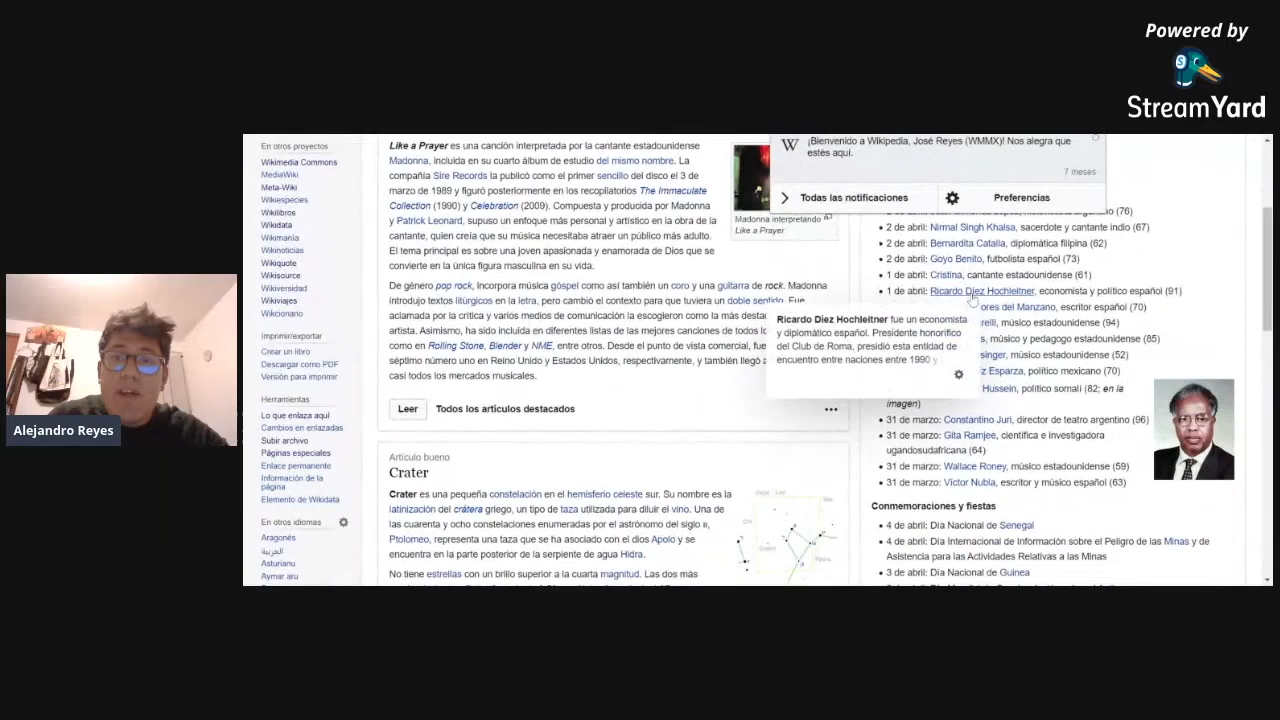 Powered by
StreamYard
Alejandro Reyes
En otros proyectos
Wikimedia Commons
MediaWiki
Meta-Wiki
Wikiespecies
Wikilibros
Wikidata
Wikimania
Wikinoticias
Wikiquote
Wikisource
Wikiversidad
Wikiviajes
Wikcionario
Imprimir/exportar
Crear un libro
Descargar como PDF
Versión para imprimir
Herramientas
Lo que enlaza aquí
Cambios en enlazadas
Subir archivo
Páginas especiales
Enlace permanente
Información de la
página
Elemento de Wikidata
En otros idiomas
Aragonés
العربية
Asturianu
Aymar aru
Like a Prayer es una canción interpretada por la cantante estadounidense
Madonna, incluida en su cuarto álbum de estudio del mismo nombre. La
compañía Sire Records la publicó como el primer sencillo del disco el 3 de
marzo de 1989 y figuró posteriormente en los recopilatorios The Immaculate
Collection (1990) y Celebration (2009). Compuesta y producida por Madonna
y Patrick Leonard, supuso un enfoque más personal y artístico en la obra de la
cantante, quien creía que su música necesitaba atraer un público más adulto.
El tema principal es sobre una joven apasionada y enamorada de Dios que se
convierte en la única figura masculina en su vida.
Madonna interpretando
Like a Prayer
De género pop rock, incorpora música góspel como así también un coro y una guitarra de rock. Madonna
introdujo textos litúrgicos en la letra, pero cambió el contexto para que tuviera un doble sentido. Fue
aclamada por la crítica y varios medios de comunicación la escogieron como la mejor
artista. Asimismo, ha sido incluida en diferentes listas de las mejores canciones de todos lo
como en Rolling Stone, Blender y NME, entre otros. Desde el punto de vista comercial, fue
séptimo número uno en Reino Unido y Estados Unidos, respectivamente, y también llegó a
casi todos los mercados musicales.
Leer Todos los artículos destacados
Artículo bueno
Crater
Crater es una pequeña constelación en el hemisferio celeste sur. Su nombre es la
latinización del crátera griego, un tipo de taza utilizada para diluir el vino. Una de
las cuarenta y ocho constelaciones enumeradas por el astrónomo del siglo II,
Ptolomeo, representa una taza que se ha asociado con el dios Apolo y se
encuentra en la parte posterior de la serpiente de agua Hidra.
No tiene estrellas con un brillo superior a la cuarta magnitud. Las dos más
W ¡Bienvenido a Wikipedia, José Reyes (WMMX)! Nos alegra que
estés aquí.
7 meses
Todas las notificaciones Preferencias
(76)
2 de abril: Nirmal Singh Khalsa, sacerdote y cantante indio (67)
2 de abril: Bernardita Catalla, diplomática filipina (62)
2 de abril: Goyo Benito, futbolista español (73)
1 de abril: Cristina, cantante estadounidense (61)
1 de abril: Ricardo Díez Hochleitner, economista y político español (91)
ores del Manzano, escritor español (70)
relli, músico estadounidense (94)
s, músico y pedagogo estadounidense (85)
singer, músico estadounidense (52)
z Esparza, político mexicano (70)
Hussein, político somalí (82; en la
imagen)
Ricardo Díez Hochleitner fue un economista
y diplomático español. Presidente honorífico
del Club de Roma, presidió esta entidad de
encuentro entre naciones entre 1990 y
31 de marzo: Constantino Juri, director de teatro argentino (96)
31 de marzo: Gita Ramjee, científica e investigadora
ugandosudafricana (64)
31 de marzo: Wallace Roney, músico estadounidense (59)
31 de marzo: Víctor Nubla, escritor y músico español (63)
Conmemoraciones y fiestas
4 de abril: Día Nacional de Senegal
4 de abril: Día Internacional de Información sobre el Peligro de las Minas y de
Asistencia para las Actividades Relativas a las Minas
3 de abril: Día Nacional de Guinea